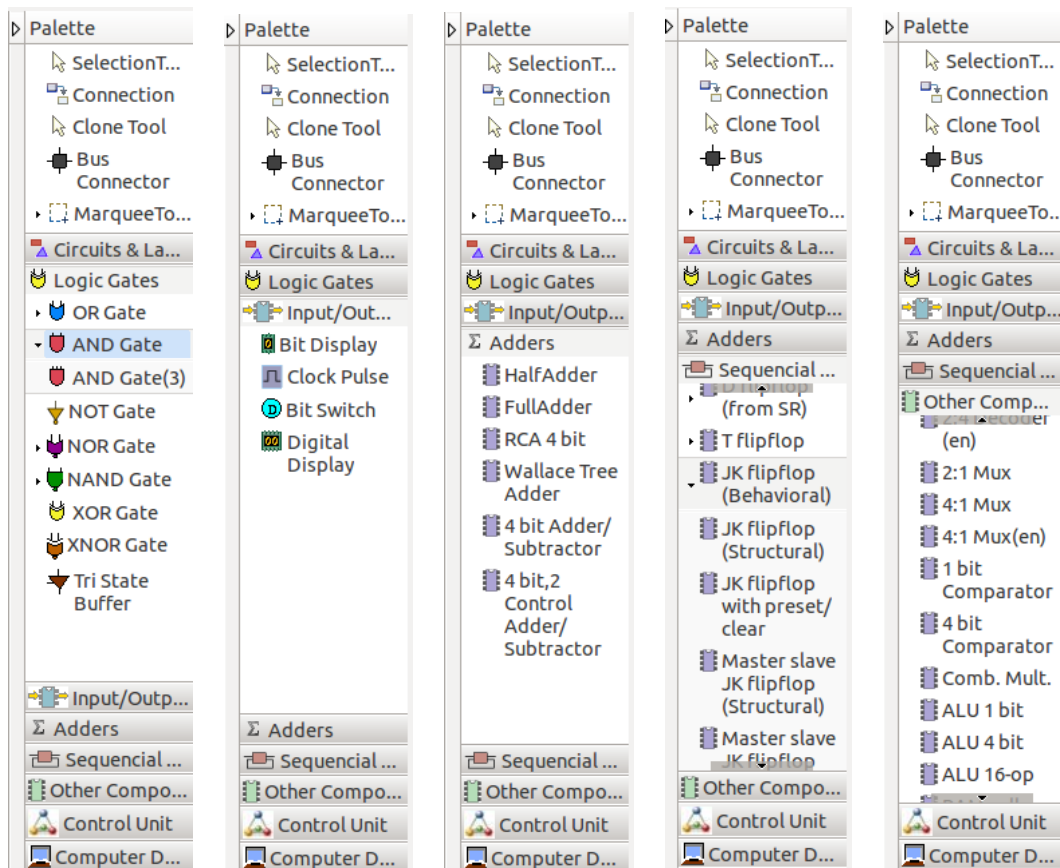 Palette
SelectionT...
Connection
Clone Tool
Bus
Connector
MarqueeTo...
Circuits & La...
Logic Gates
OR Gate
AND Gate
AND Gate(3)
NOT Gate
NOR Gate
NAND Gate
XOR Gate
XNOR Gate
Tri State
Buffer
Input/Outp...
Adders
Sequencial ...
Other Compo...
Control Unit
Computer D...
Palette
SelectionT...
Connection
Clone Tool
Bus
Connector
MarqueeTo...
Circuits & La...
Logic Gates
Input/Out...
Bit Display
Clock Pulse
Bit Switch
Digital
Display
Adders
Sequencial ...
Other Compo...
Control Unit
Computer D...
Palette
SelectionT...
Connection
Clone Tool
Bus
Connector
MarqueeTo...
Circuits & La...
Logic Gates
Input/Outp...
Adders
HalfAdder
FullAdder
RCA 4 bit
Wallace Tree
Adder
4 bit Adder/
Subtractor
4 bit,2
Control
Adder/
Subtractor
Sequencial ...
Other Compo...
Control Unit
Computer D...
Palette
SelectionT...
Connection
Clone Tool
Bus
Connector
MarqueeTo...
Circuits & La...
Logic Gates
Input/Outp...
Adders
Sequencial ...
D flipflop
(from SR)
T flipflop
JK flipflop
(Behavioral)
JK flipflop
(Structural)
JK flipflop
with preset/
clear
Master slave
JK flipflop
(Structural)
Master slave
JK flipflop
Other Compo...
Control Unit
Computer D...
Palette
SelectionT...
Connection
Clone Tool
Bus
Connector
MarqueeTo...
Circuits & La...
Logic Gates
Input/Outp...
Adders
Sequencial ...
Other Comp...
2:4 Decoder
(en)
2:1 Mux
4:1 Mux
4:1 Mux(en)
1 bit
Comparator
4 bit
Comparator
Comb. Mult.
ALU 1 bit
ALU 4 bit
ALU 16-op
Control Unit
Computer D...